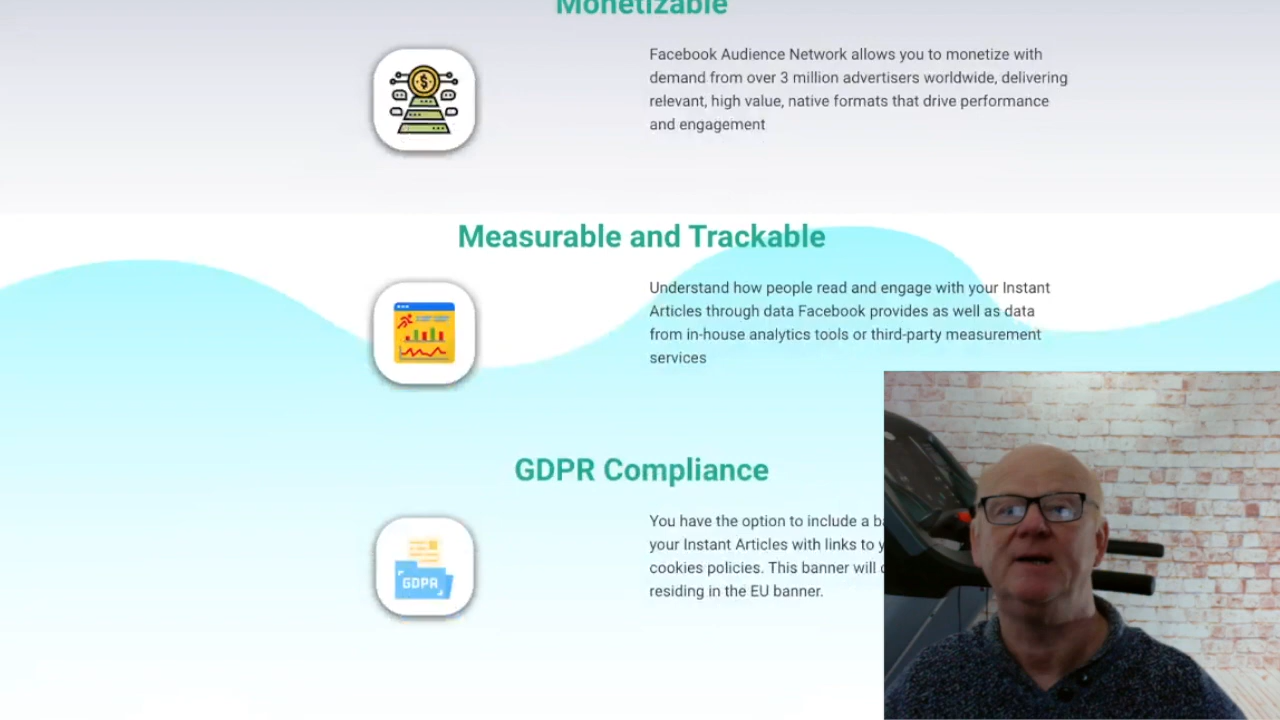 Monetizable
Facebook Audience Network allows you to monetize with
demand from over 3 million advertisers worldwide, delivering
relevant, high value, native formats that drive performance
and engagement
Measurable and Trackable
Understand how people read and engage with your Instant
Articles through data Facebook provides as well as data
from in-house analytics tools or third-party measurement
services
GDPR Compliance
You have the option to include a
your Instant Articles with links to
cookies policies. This banner will
residing in the EU banner.
GDPR